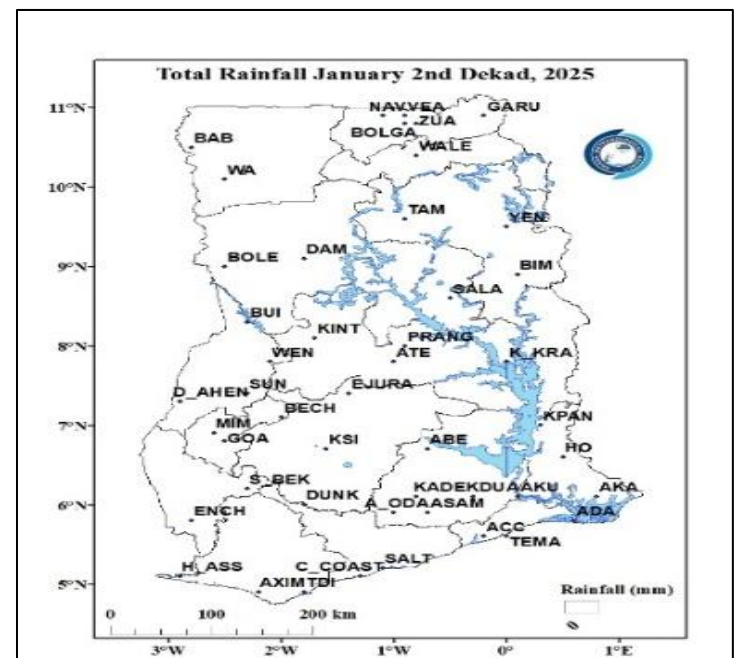 Total Rainfall January 2nd Dekad, 2025
11°N
NAVVEA
GARU
ZUA
BOLGA
BAB
WALE
WA
10°N
TAM
YEN
DAM
BOLE
9°N
BIM
SALA
BUI
KINT
PRANG
8°N
WEN
ATE
K_KRA
SUN
D_AHEN
EJURA
BECH
KPAN
MIM
7°N
GOA
KSI
ABE
HO
S_BEK
KADEKDUAAKU
AKA
DUNK
A_ODAASAM
6°N
ENCH
ADA
ACC
TEMA
SALT
H_ASS
C_COAST
5°N
AXIMTDI
Rainfall (mm)
0 100 200 km
0
3°W 2°W 1°W 0° 1°E